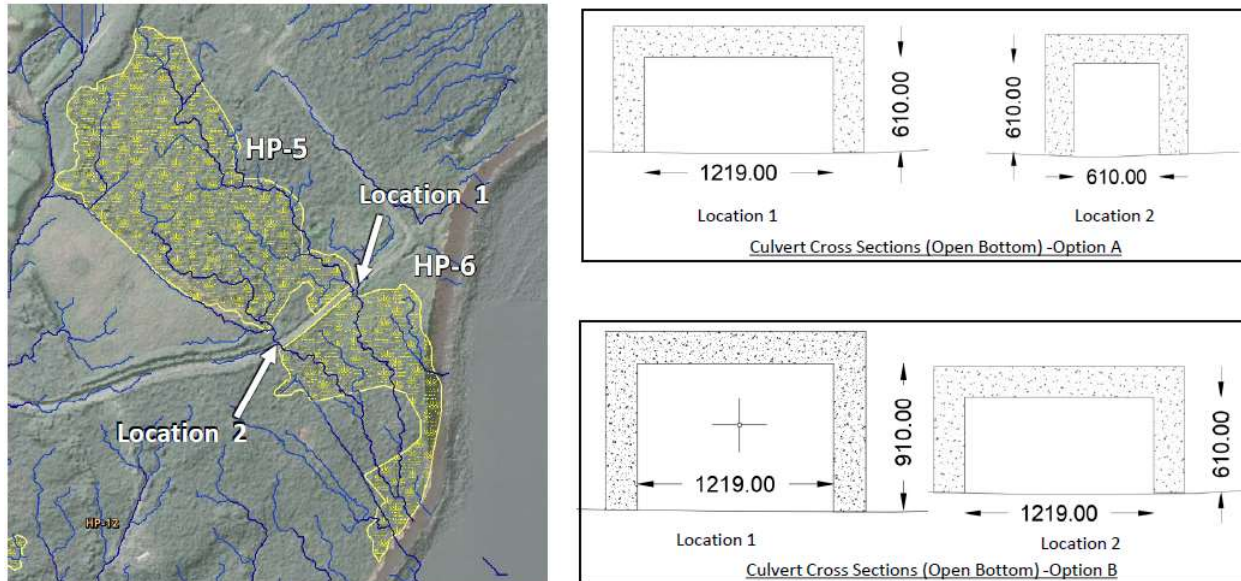 HP-5
Location 1
HP-6
Location 2
HP-12
610.00
1219.00
Location 1
610.00
610.00
Location 2
Culvert Cross Sections (Open Bottom) -Option A
910.00
1219.00
Location 1
610.00
1219.00
Location 2
Culvert Cross Sections (Open Bottom) -Option B